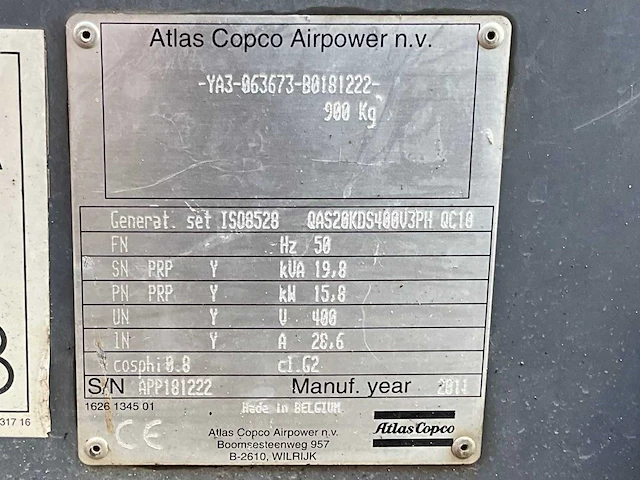 Atlas Copco Airpower n.v.
-YA3-063673-B0181222-
900 Kg
Generat. set ISO8528 QAS20KDS400V3PH QC10
FN Hz 50
SN PRP Y kVA 19,8
PN PRP Y kW 15,8
UN Y U 400
IN Y A 28,6
cosphi 0.8 cl.G2
S/N APP181222 Manuf. year 2011
1626 1345 01
Made in BELGIUM
CE
Atlas Copco Airpower n.v.
Boomsesteenweg 957
B-2610, WILRIJK
Atlas Copco
317 16